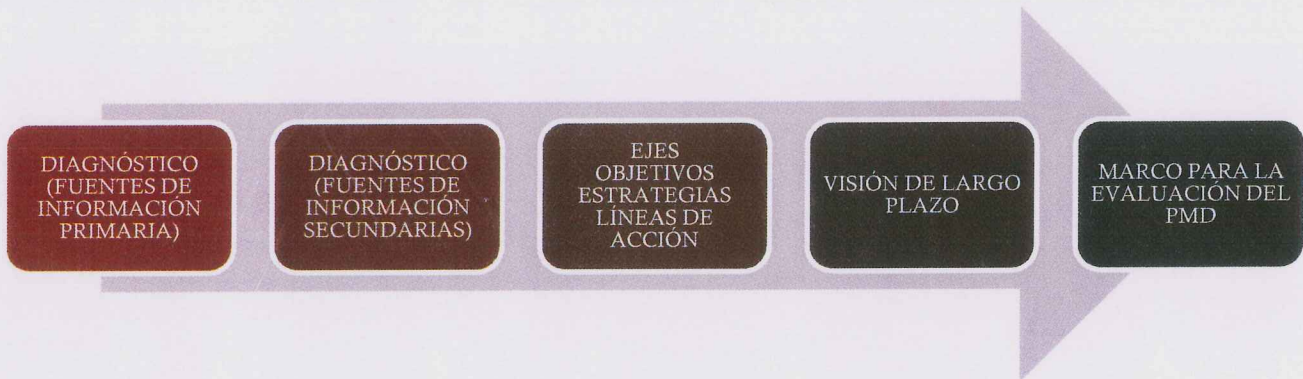 DIAGNÓSTICO
(FUENTES DE
INFORMACIÓN
PRIMARIA)
DIAGNÓSTICO
(FUENTES DE
INFORMACIÓN
SECUNDARIAS)
EJES
OBJETIVOS
ESTRATEGIAS
LÍNEAS DE
ACCIÓN
VISIÓN DE LARGO
PLAZO
MARCO PARA LA
EVALUACIÓN DEL
PMD